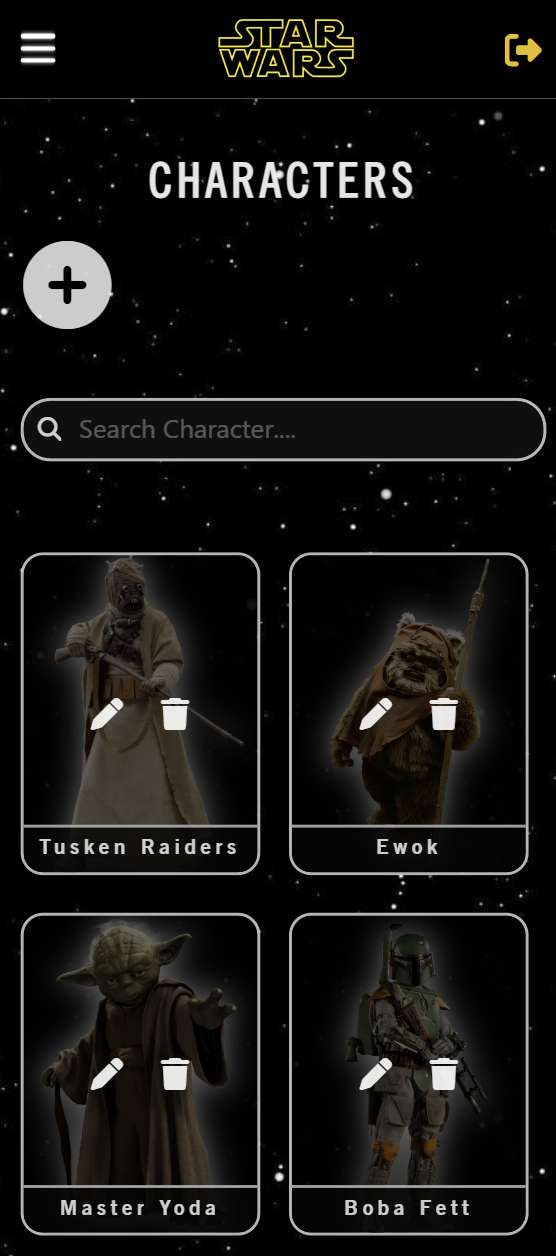 STAR
WARS
CHARACTERS
Search Character....
Tusken Raiders
Ewok
Master Yoda
Boba Fett